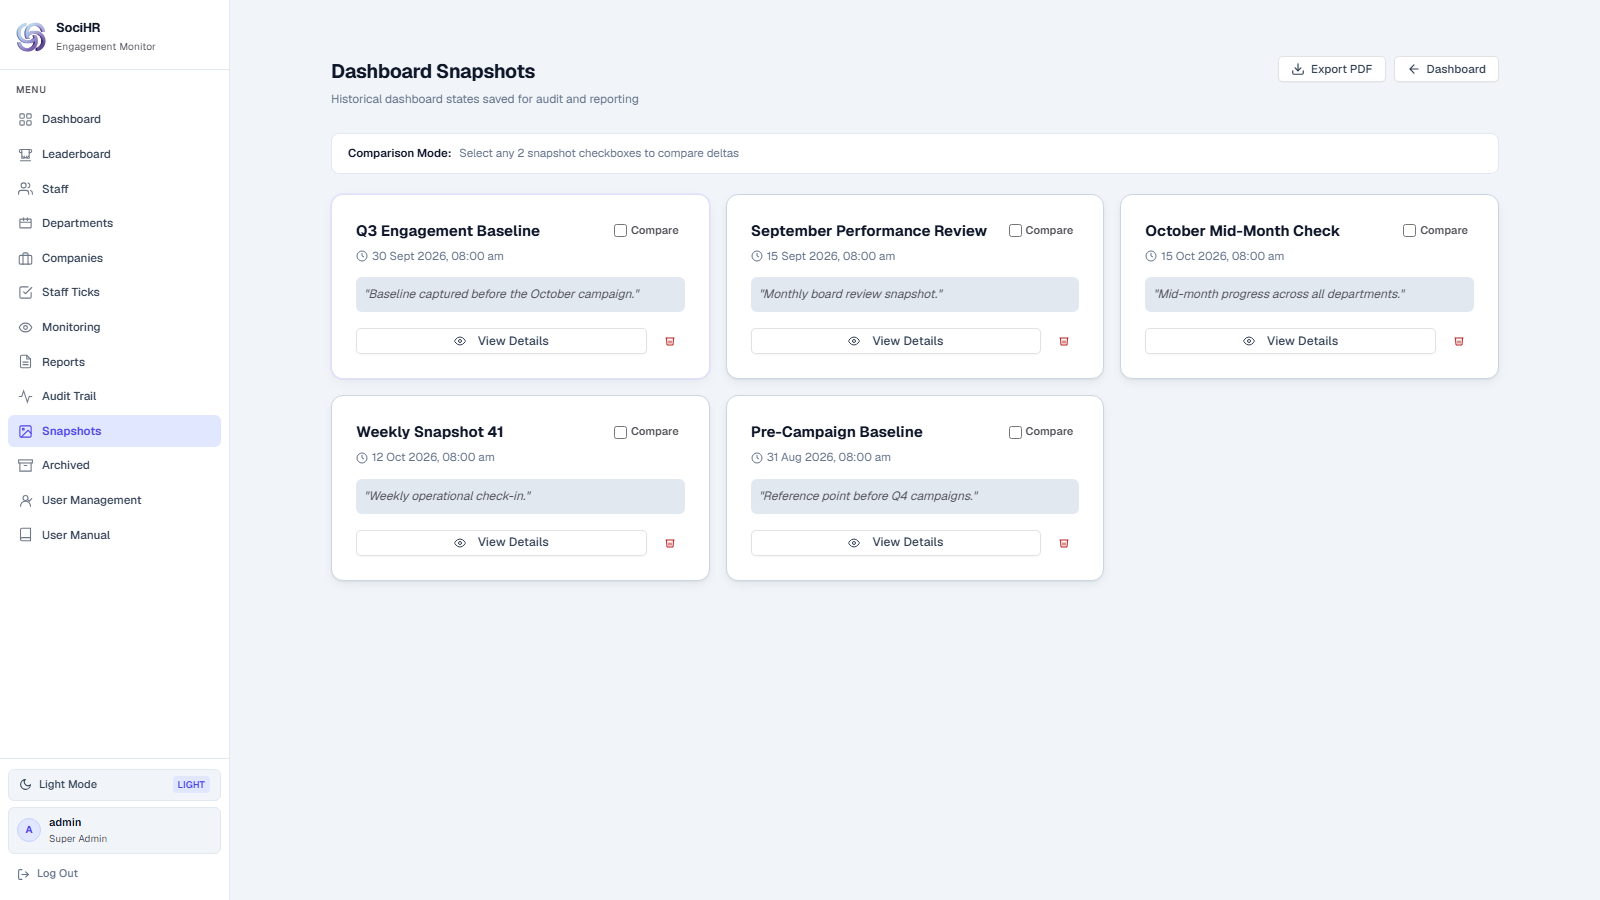 SociHR
Engagement Monitor
MENU
Dashboard
Leaderboard
Staff
Departments
Companies
Staff Ticks
Monitoring
Reports
Audit Trail
Snapshots
Archived
User Management
User Manual
Light Mode
LIGHT
A
admin
Super Admin
Log Out
Dashboard Snapshots
Historical dashboard states saved for audit and reporting
Export PDF
Dashboard
Comparison Mode: Select any 2 snapshot checkboxes to compare deltas
Q3 Engagement Baseline
Compare
30 Sept 2026, 08:00 am
"Baseline captured before the October campaign."
View Details
September Performance Review
Compare
15 Sept 2026, 08:00 am
"Monthly board review snapshot."
View Details
October Mid-Month Check
Compare
15 Oct 2026, 08:00 am
"Mid-month progress across all departments."
View Details
Weekly Snapshot 41
Compare
12 Oct 2026, 08:00 am
"Weekly operational check-in."
View Details
Pre-Campaign Baseline
Compare
31 Aug 2026, 08:00 am
"Reference point before Q4 campaigns."
View Details